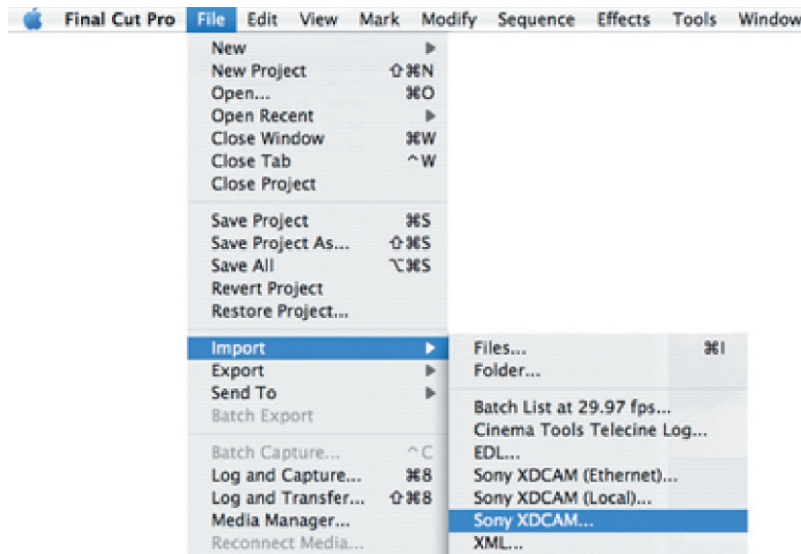 Final Cut Pro File Edit View Mark Modify Sequence Effects Tools Window
New
New Project ⇧⌘N
Open... ⌘O
Open Recent
Close Window ⌘W
Close Tab ^W
Close Project
Save Project ⌘S
Save Project As... ⇧⌘S
Save All ⌥⌘S
Revert Project
Restore Project...
Import
Export
Send To
Batch Export
Batch Capture... ^C
Log and Capture... ⌘8
Log and Transfer... ⇧⌘8
Media Manager...
Reconnect Media...
Files... ⌘I
Folder...
Batch List at 29.97 fps...
Cinema Tools Telecine Log...
EDL...
Sony XDCAM (Ethernet)...
Sony XDCAM (Local)...
Sony XDCAM...
XML...